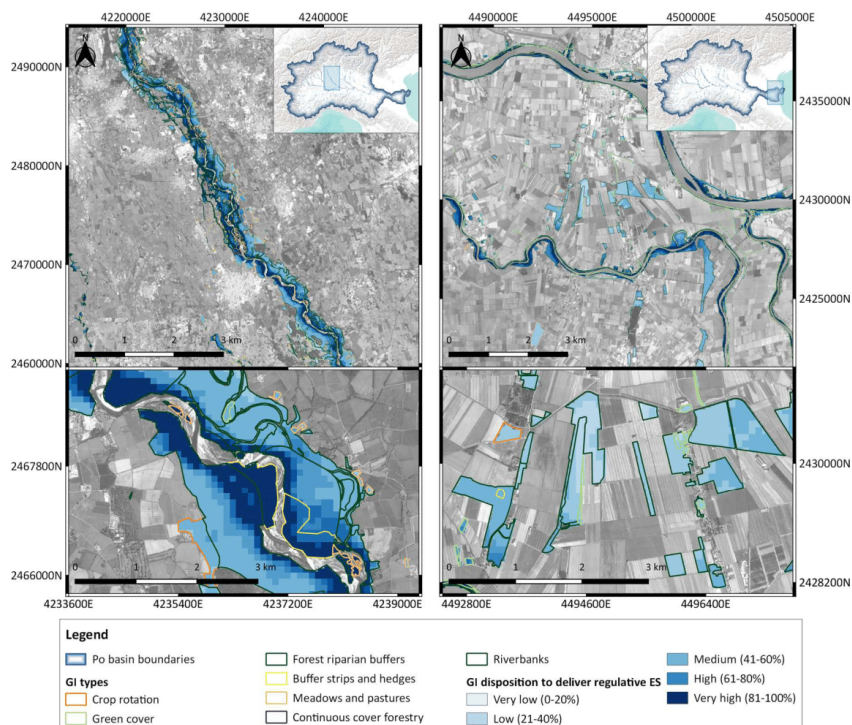 42200000E 42300000E 42400000E
4490000E 4495000E 4500000E 4505000E
N
N
2490000N
2480000N
2470000N
2460000N
2435000N
2430000N
2425000N
0 1 2 3 km
0 1 2 3 km
2467800N
2466000N
2430000N
2428200N
0 1 2 3 km
0 1 2 3 km
4233600E 4235400E 4237200E 4239000E
4492800E 4494600E 4496400E
Legend
Po basin boundaries
GI types
Crop rotation
Green cover
Forest riparian buffers
Buffer strips and hedges
Meadows and pastures
Continuous cover forestry
Riverbanks
GI disposition to deliver regulative ES
Very low (0-20%)
Low (21-40%)
Medium (41-60%)
High (61-80%)
Very high (81-100%)